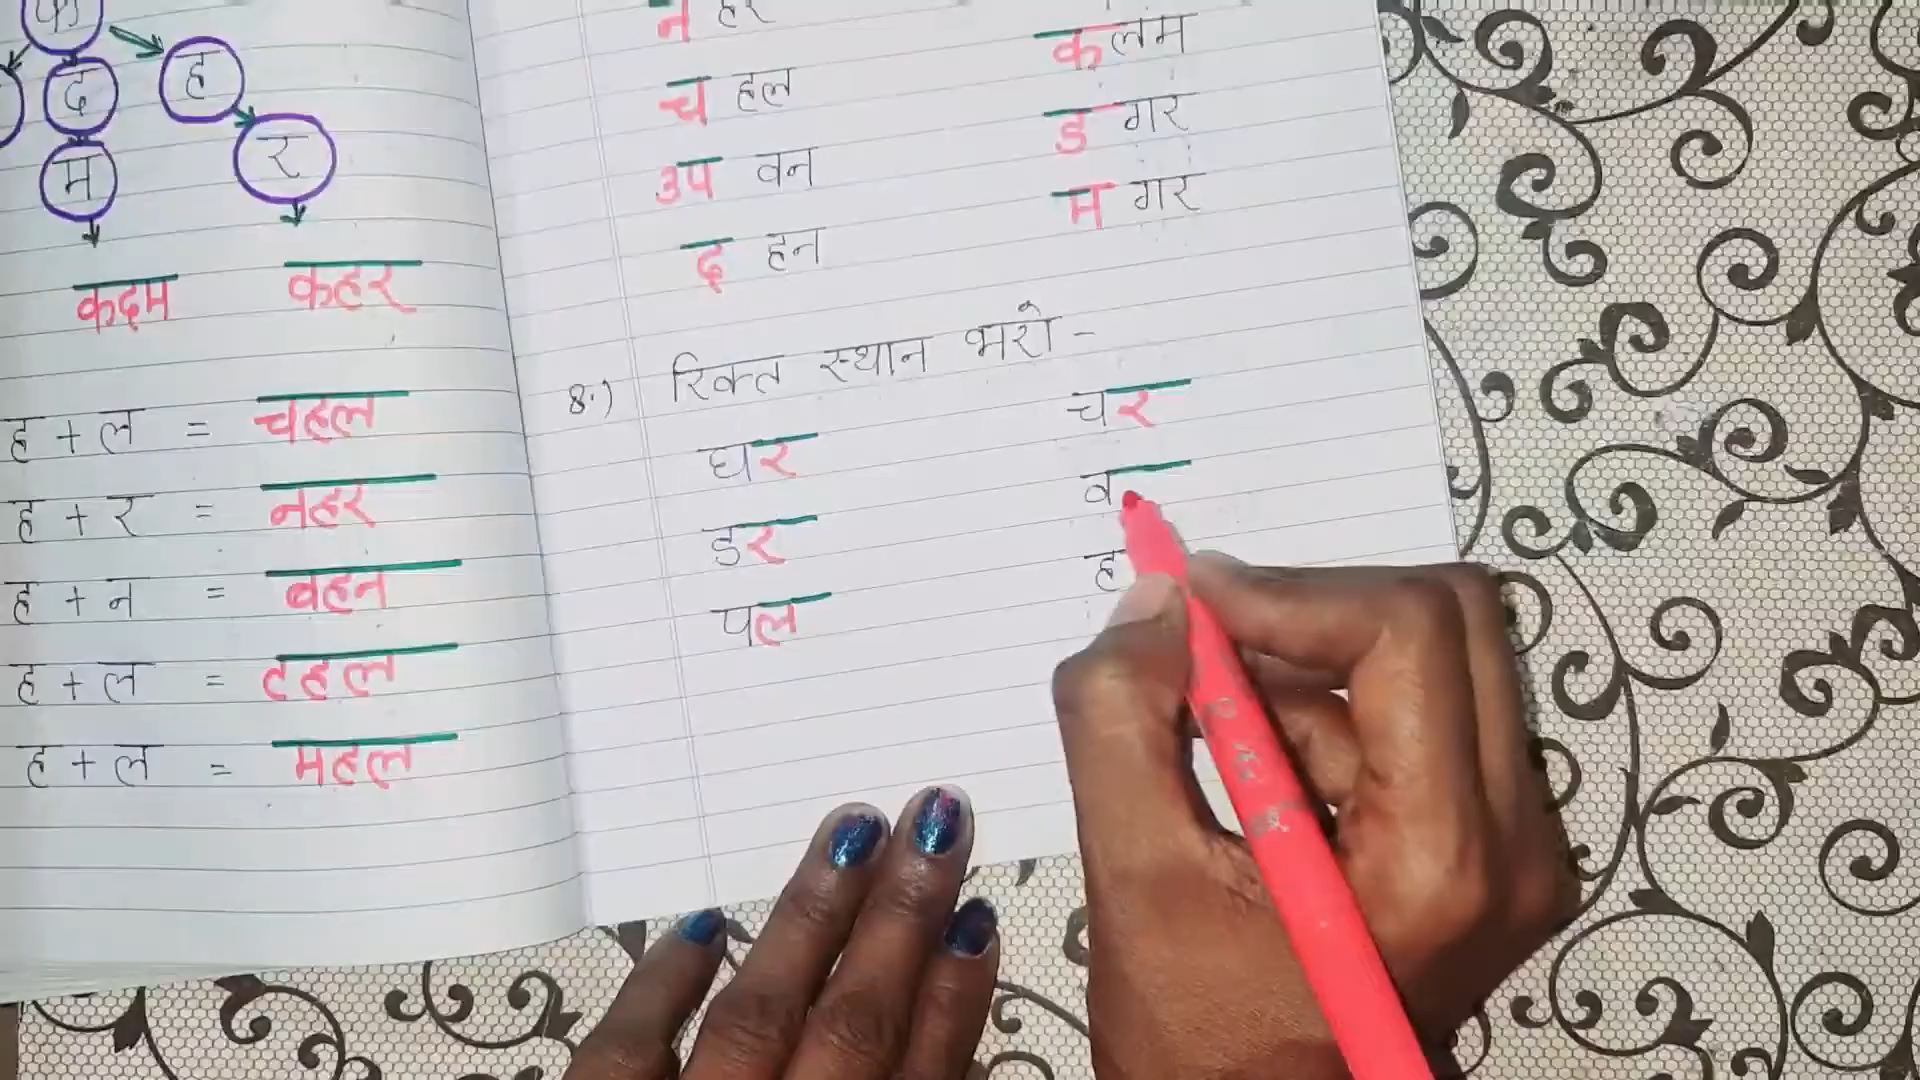 द ह
म र
कदम कहर
ह + ल = चहल
ह + र = नहर
ह + न = बहन
ह + ल = टहल
ह + ल = महल
न हर
कलम
च हल
ड गर
उप वन
म गर
द हन
8.) रिक्त स्थान भरो -
घर चर
डर व
पल ह